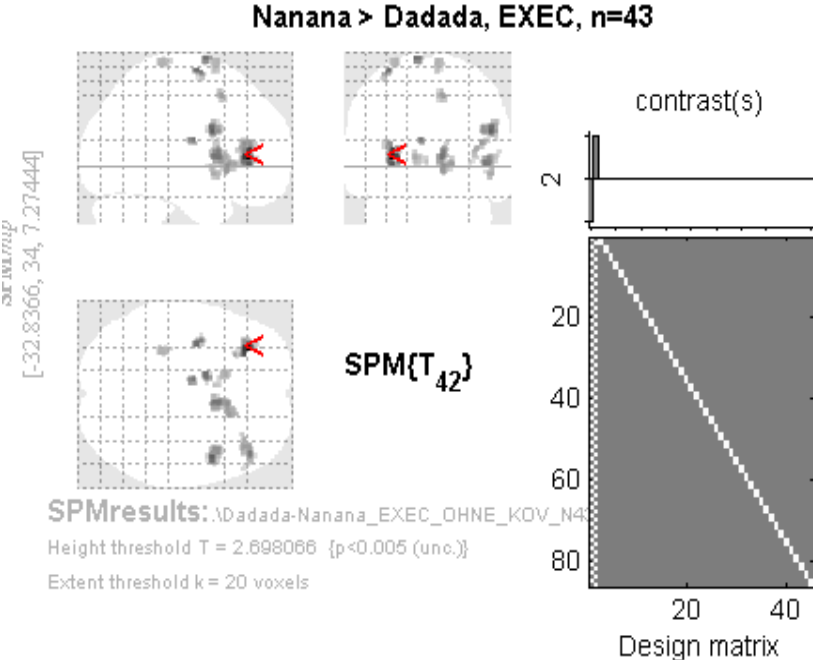 Nanana > Dadada, EXEC, n=43
contrast(s)
2
[-32.8366, 34, 7.27444]
SPM{T42}
SPMresults: .\Dadada-Nanana_EXEC_OHNE_KOV_N43
Height threshold T = 2.698066 {p<0.005 (unc.)}
Extent threshold k = 20 voxels
20
40
60
80
20
40
Design matrix